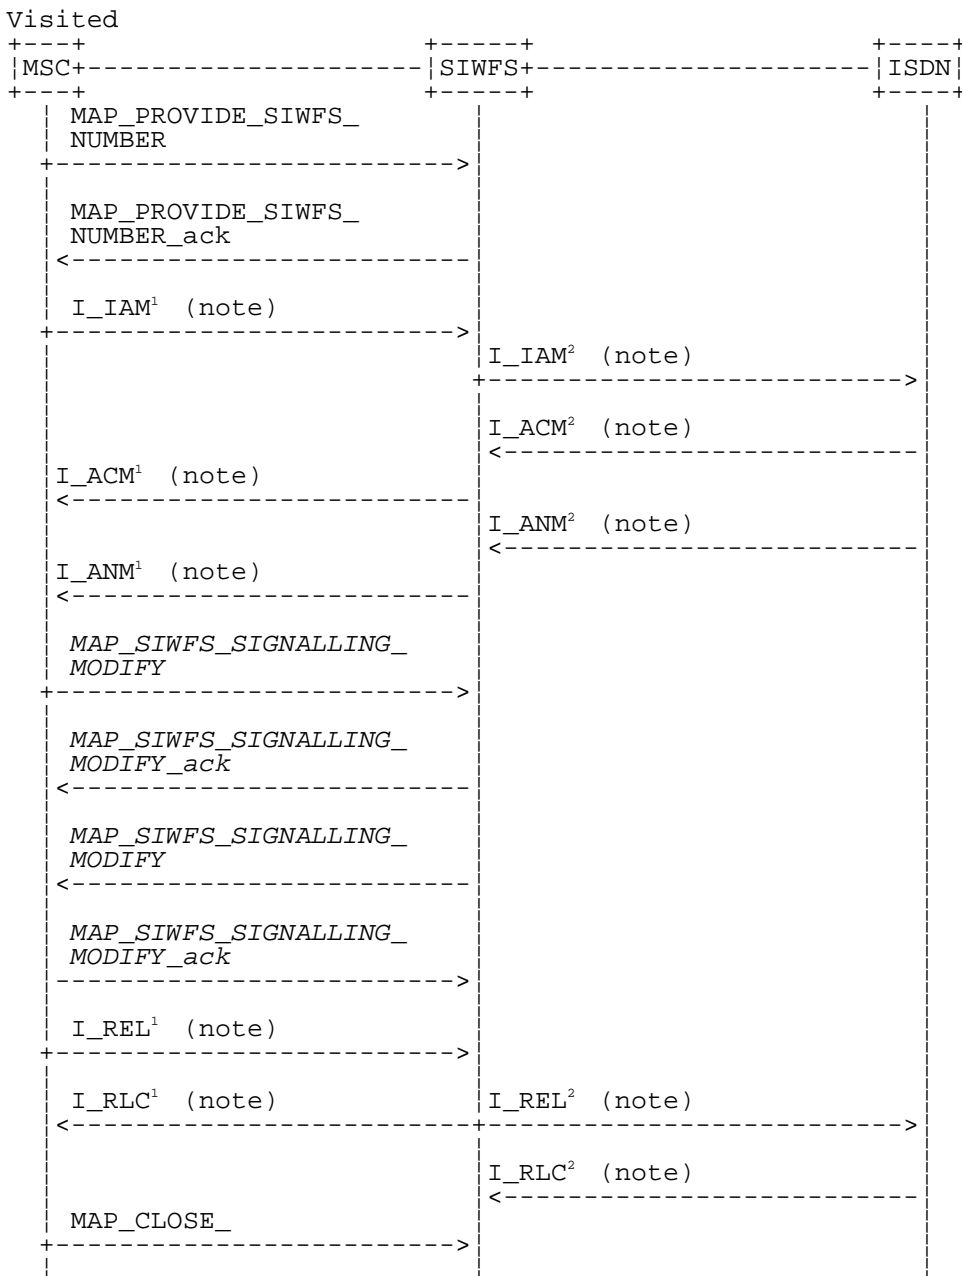 Visited
MSC SIWFS ISDN
MAP_PROVIDE_SIWFS_
NUMBER
MAP_PROVIDE_SIWFS_
NUMBER_ack
I_IAM¹ (note)
I_IAM² (note)
I_ACM² (note)
I_ACM¹ (note)
I_ANM² (note)
I_ANM¹ (note)
MAP_SIWFS_SIGNALLING_
MODIFY
MAP_SIWFS_SIGNALLING_
MODIFY_ack
MAP_SIWFS_SIGNALLING_
MODIFY
MAP_SIWFS_SIGNALLING_
MODIFY_ack
I_REL¹ (note)
I_RLC¹ (note) I_REL² (note)
I_RLC² (note)
MAP_CLOSE_